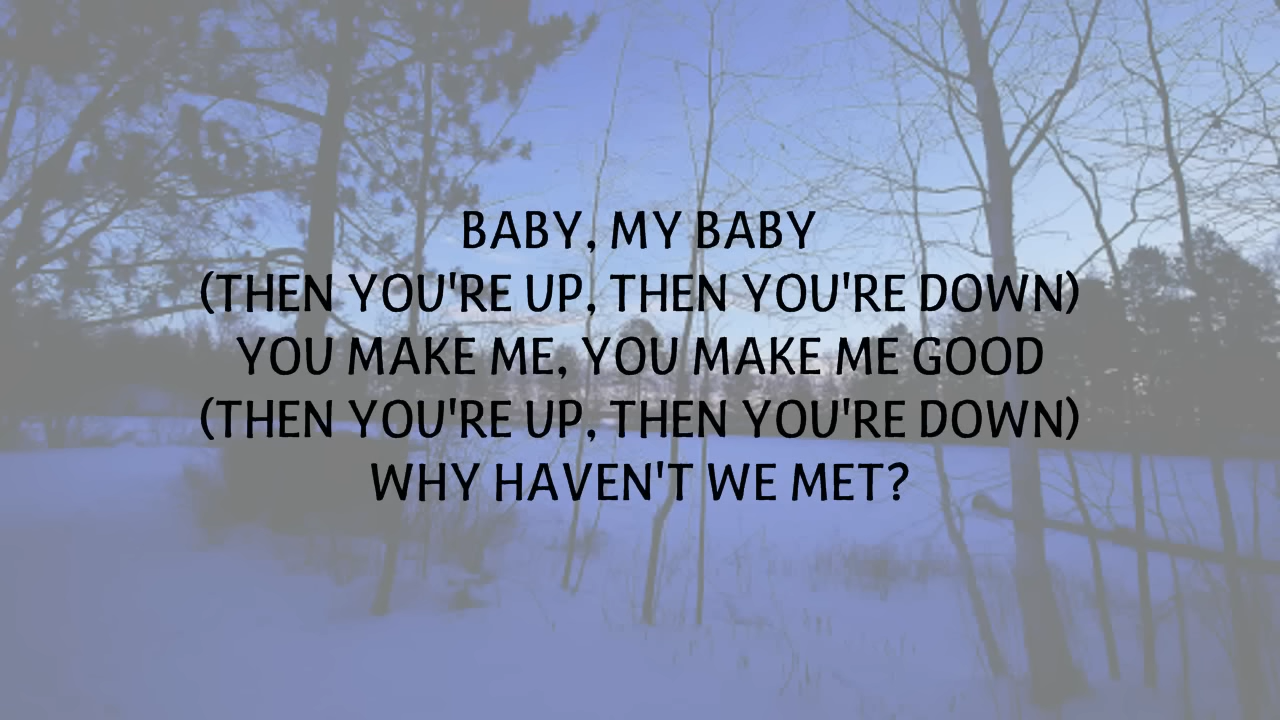 BABY, MY BABY
(THEN YOU'RE UP, THEN YOU'RE DOWN)
YOU MAKE ME, YOU MAKE ME GOOD
(THEN YOU'RE UP, THEN YOU'RE DOWN)
WHY HAVEN'T WE MET?